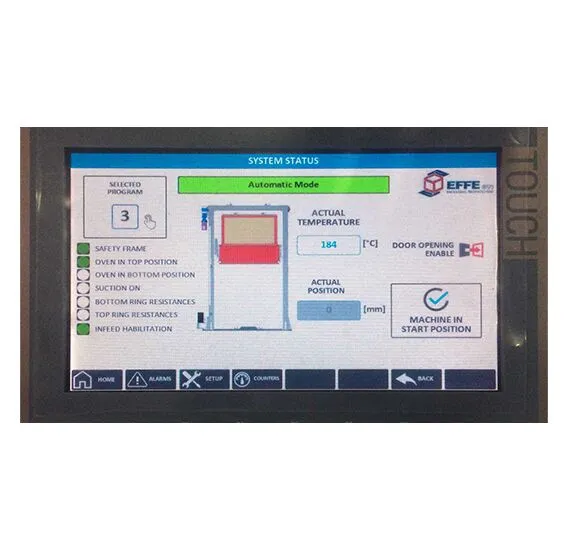 SYSTEM STATUS
SELECTED
PROGRAM
3
Automatic Mode
EFFE
ACTUAL
TEMPERATURE
184 [°C]
DOOR OPENING
ENABLE
SAFETY FRAME
OVEN IN TOP POSITION
OVEN IN BOTTOM POSITION
SUCTION ON
BOTTOM RING RESISTANCES
TOP RING RESISTANCES
INFEED HABILITATION
ACTUAL
POSITION
0 [mm]
MACHINE IN
START POSITION
HOME
ALARMS
SETUP
COUNTERS
BACK
TOUCH